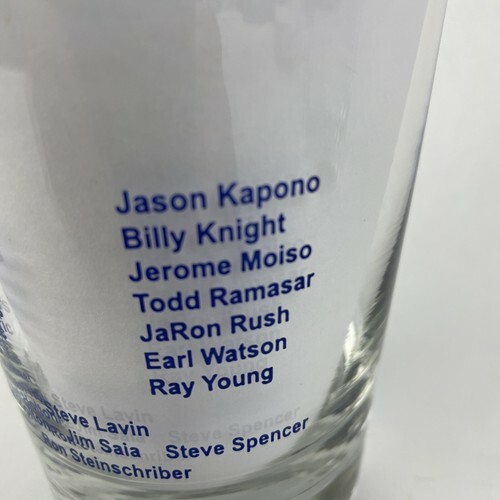 Jason Kapono
Billy Knight
Jerome Moiso
Todd Ramasar
JaRon Rush
Earl Watson
Ray Young
Steve Lavin
Jim Saia Steve Spencer
Ron Steinschriber